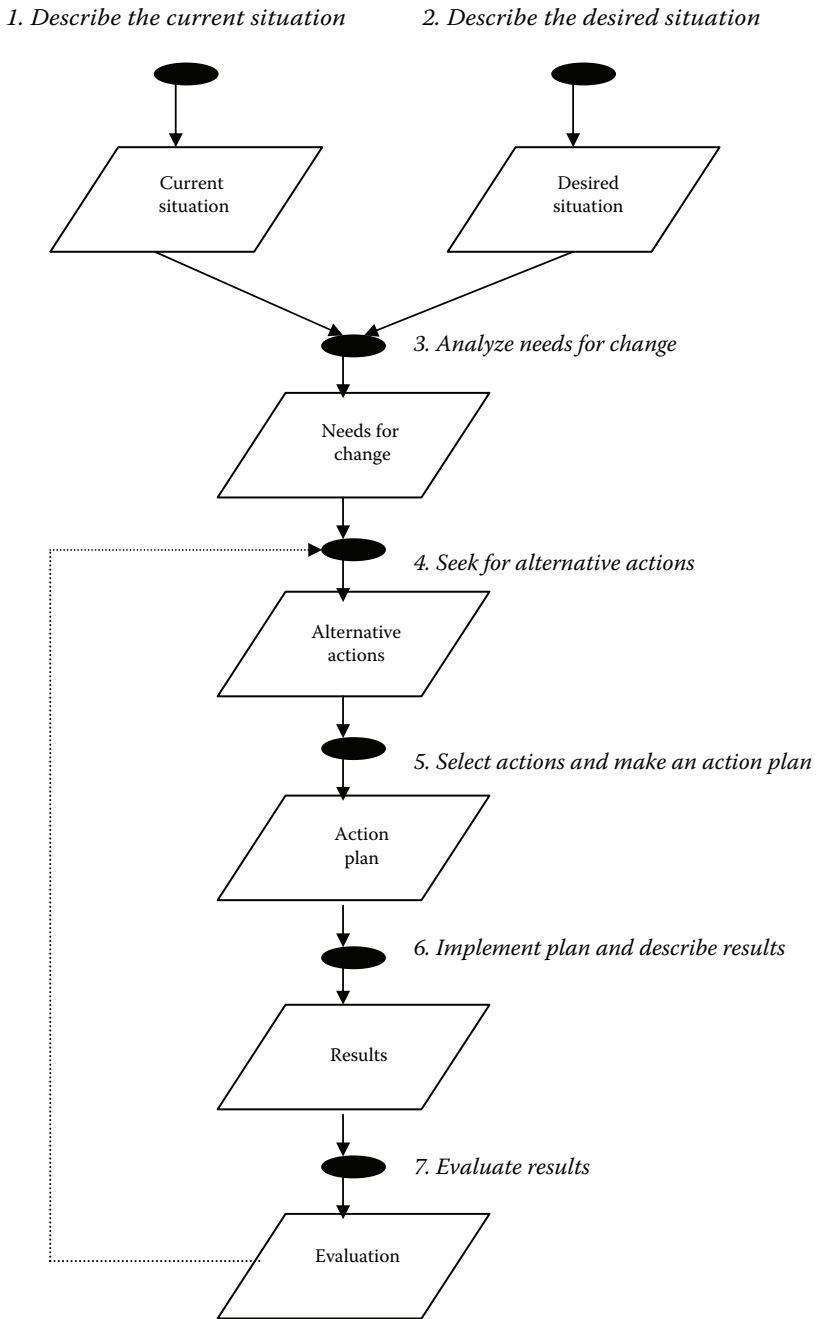 1. Describe the current situation
2. Describe the desired situation
Current
situation
Desired
situation
3. Analyze needs for change
Needs for
change
4. Seek for alternative actions
Alternative
actions
5. Select actions and make an action plan
Action
plan
6. Implement plan and describe results
Results
7. Evaluate results
Evaluation